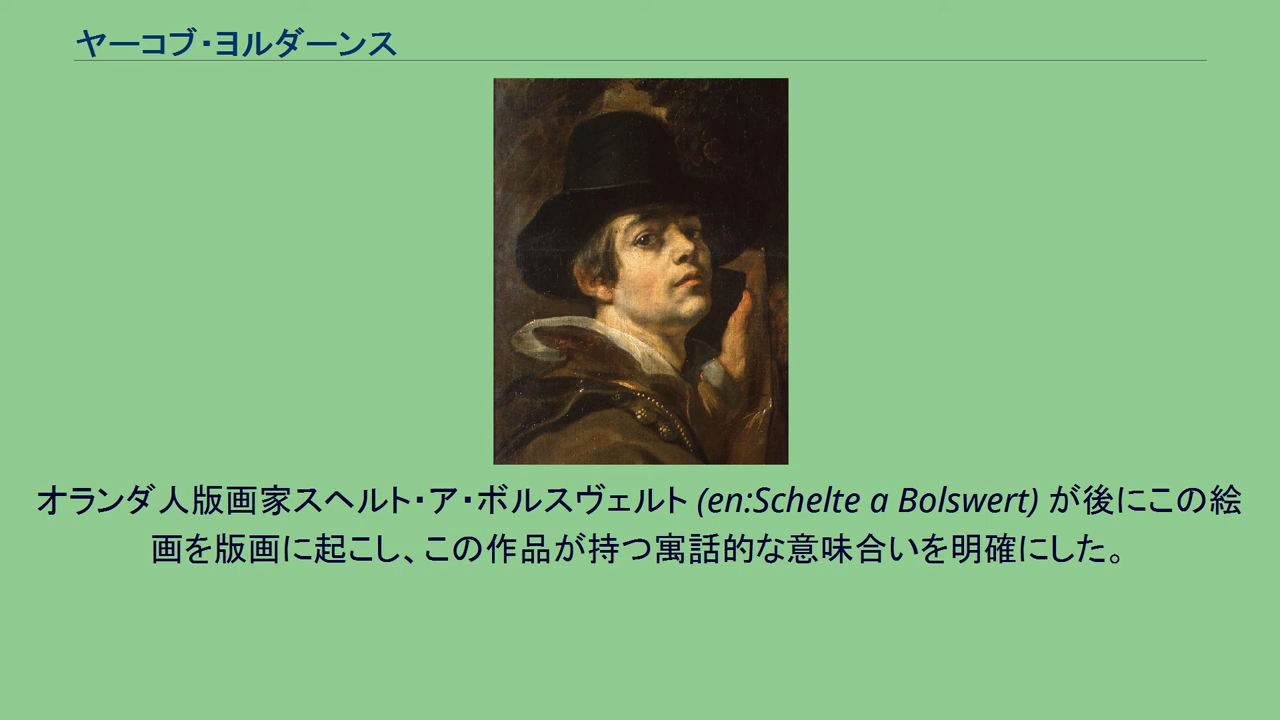 ヤーコブ・ヨルダーンス
オランダ人版画家スヘルト・ア・ボルスヴェルト (en:Schelte a Bolswert) が後にこの絵
画を版画に起こし、この作品が持つ寓話的な意味合いを明確にした。